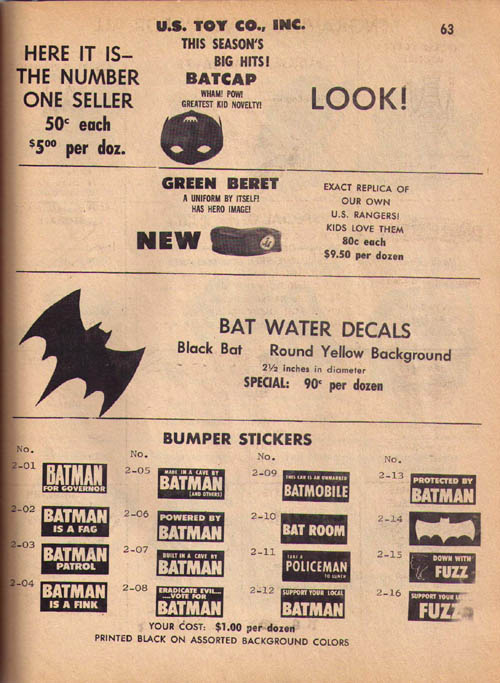 63
U.S. TOY CO., INC.
THIS SEASON'S
BIG HITS!
BATCAP
WHAM! POW!
GREATEST KID NOVELTY!
HERE IT IS–
THE NUMBER
ONE SELLER
50c each
$5.00 per doz.
LOOK!
GREEN BERET
A UNIFORM BY ITSELF!
HAS HERO IMAGE!
NEW
EXACT REPLICA OF
OUR OWN
U.S. RANGERS!
KIDS LOVE THEM
80c each
$9.50 per dozen
BAT WATER DECALS
Black Bat Round Yellow Background
2½ inches in diameter
SPECIAL: 90c per dozen
BUMPER STICKERS
No.
2-01
BATMAN
FOR GOVERNOR
2-02
BATMAN
IS A FAG
2-03
BATMAN
PATROL
2-04
BATMAN
IS A FINK
No.
2-05
MADE IN A CAVE BY
BATMAN
(AND OTHERS)
2-06
POWERED BY
BATMAN
2-07
BUILT IN A CAVE BY
BATMAN
2-08
ERADICATE EVIL...
...VOTE FOR
BATMAN
No.
2-09
THIS CAR IS AN UNMARKED
BATMOBILE
2-10
BAT ROOM
2-11
TAKE A
POLICEMAN
TO LUNCH
2-12
SUPPORT YOUR LOCAL
BATMAN
No.
2-13
PROTECTED BY
BATMAN
2-14
2-15
DOWN WITH
FUZZ
2-16
SUPPORT YOUR
FUZZ
YOUR COST: $1.00 per dozen
PRINTED BLACK ON ASSORTED BACKGROUND COLORS